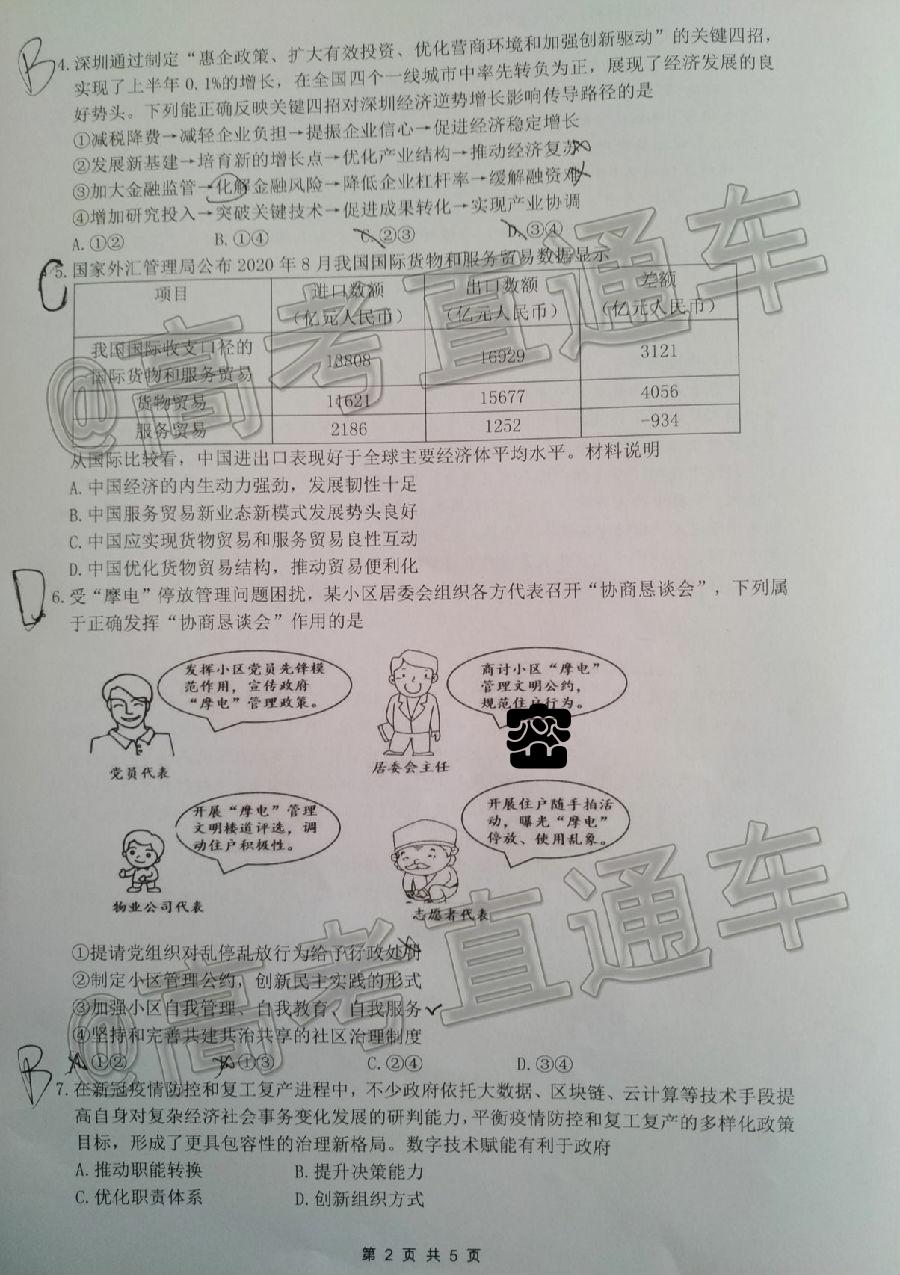 B
4.深圳通过制定“惠企政策、扩大有效投资、优化营商环境和加强创新驱动”的关键四招，
实现了上半年 0.1%的增长，在全国四个一线城市中率先转负为正，展现了经济发展的良
好势头。下列能正确反映关键四招对深圳经济逆势增长影响传导路径的是
①减税降费→减轻企业负担→提振企业信心→促进经济稳定增长
②发展新基建→培育新的增长点→优化产业结构→推动经济复苏
③加大金融监管→化解金融风险→降低企业杠杆率→缓解融资难
④增加研究投入→突破关键技术→促进成果转化→实现产业协调
A.①② B.①④ C.②③ D.③④
C
5.国家外汇管理局公布 2020 年 8 月我国国际货物和服务贸易数据显示
项目 进口数额（亿元人民币） 出口数额（亿元人民币） 差额（亿元人民币）
我国国际收支口径的国际货物和服务贸易 13808 16929 3121
货物贸易 11621 15677 4056
服务贸易 2186 1252 -934
从国际比较看，中国进出口表现好于全球主要经济体平均水平。材料说明
A.中国经济的内生动力强劲，发展韧性十足
B.中国服务贸易新业态新模式发展势头良好
C.中国应实现货物贸易和服务贸易良性互动
D.中国优化货物贸易结构，推动贸易便利化
D
6.受“摩电”停放管理问题困扰，某小区居委会组织各方代表召开“协商恳谈会”，下列属
于正确发挥“协商恳谈会”作用的是
发挥小区党员先锋模
范作用，宣传政府
“摩电”管理政策。
党员代表
商讨小区“摩电”
管理文明公约，
规范住户行为。
密
居委会主任
开展“摩电”管理
文明楼道评选，调
动住户积极性。
物业公司代表
开展住户随手拍活
动，曝光“摩电”
停放、使用乱象。
志愿者代表
①提请党组织对乱停乱放行为给予行政处罚
②制定小区管理公约，创新民主实践的形式
③加强小区自我管理、自我教育、自我服务
④坚持和完善共建共治共享的社区治理制度
A.①② B.①③ C.②④ D.③④
B
7.在新冠疫情防控和复工复产进程中，不少政府依托大数据、区块链、云计算等技术手段提
高自身对复杂经济社会事务变化发展的研判能力，平衡疫情防控和复工复产的多样化政策
目标，形成了更具包容性的治理新格局。数字技术赋能有利于政府
A.推动职能转换 B.提升决策能力
C.优化职责体系 D.创新组织方式
第 2 页 共 5 页
@高考直通车
@高考直通车